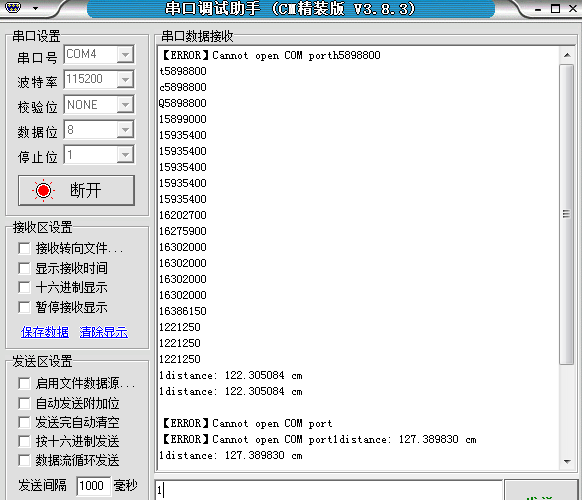 串口调试助手 (CM精装版 V3.8.3)
串口设置
串口号 COM4
波特率 115200
校验位 NONE
数据位 8
停止位 1
断开
接收区设置
接收转向文件...
显示接收时间
十六进制显示
暂停接收显示
保存数据 清除显示
发送区设置
启用文件数据源...
自动发送附加位
发送完自动清空
按十六进制发送
数据流循环发送
发送间隔 1000 毫秒
串口数据接收
【ERROR】Cannot open COM porth5898800
t5898800
c5898800
Q5898800
15899000
15935400
15935400
15935400
15935400
15935400
16202700
16275900
16302000
16302000
16302000
16302000
16386150
1221250
1221250
1221250
1distance: 122.305084 cm
1distance: 122.305084 cm
【ERROR】Cannot open COM port
【ERROR】Cannot open COM port1distance: 127.389830 cm
1distance: 127.389830 cm
1